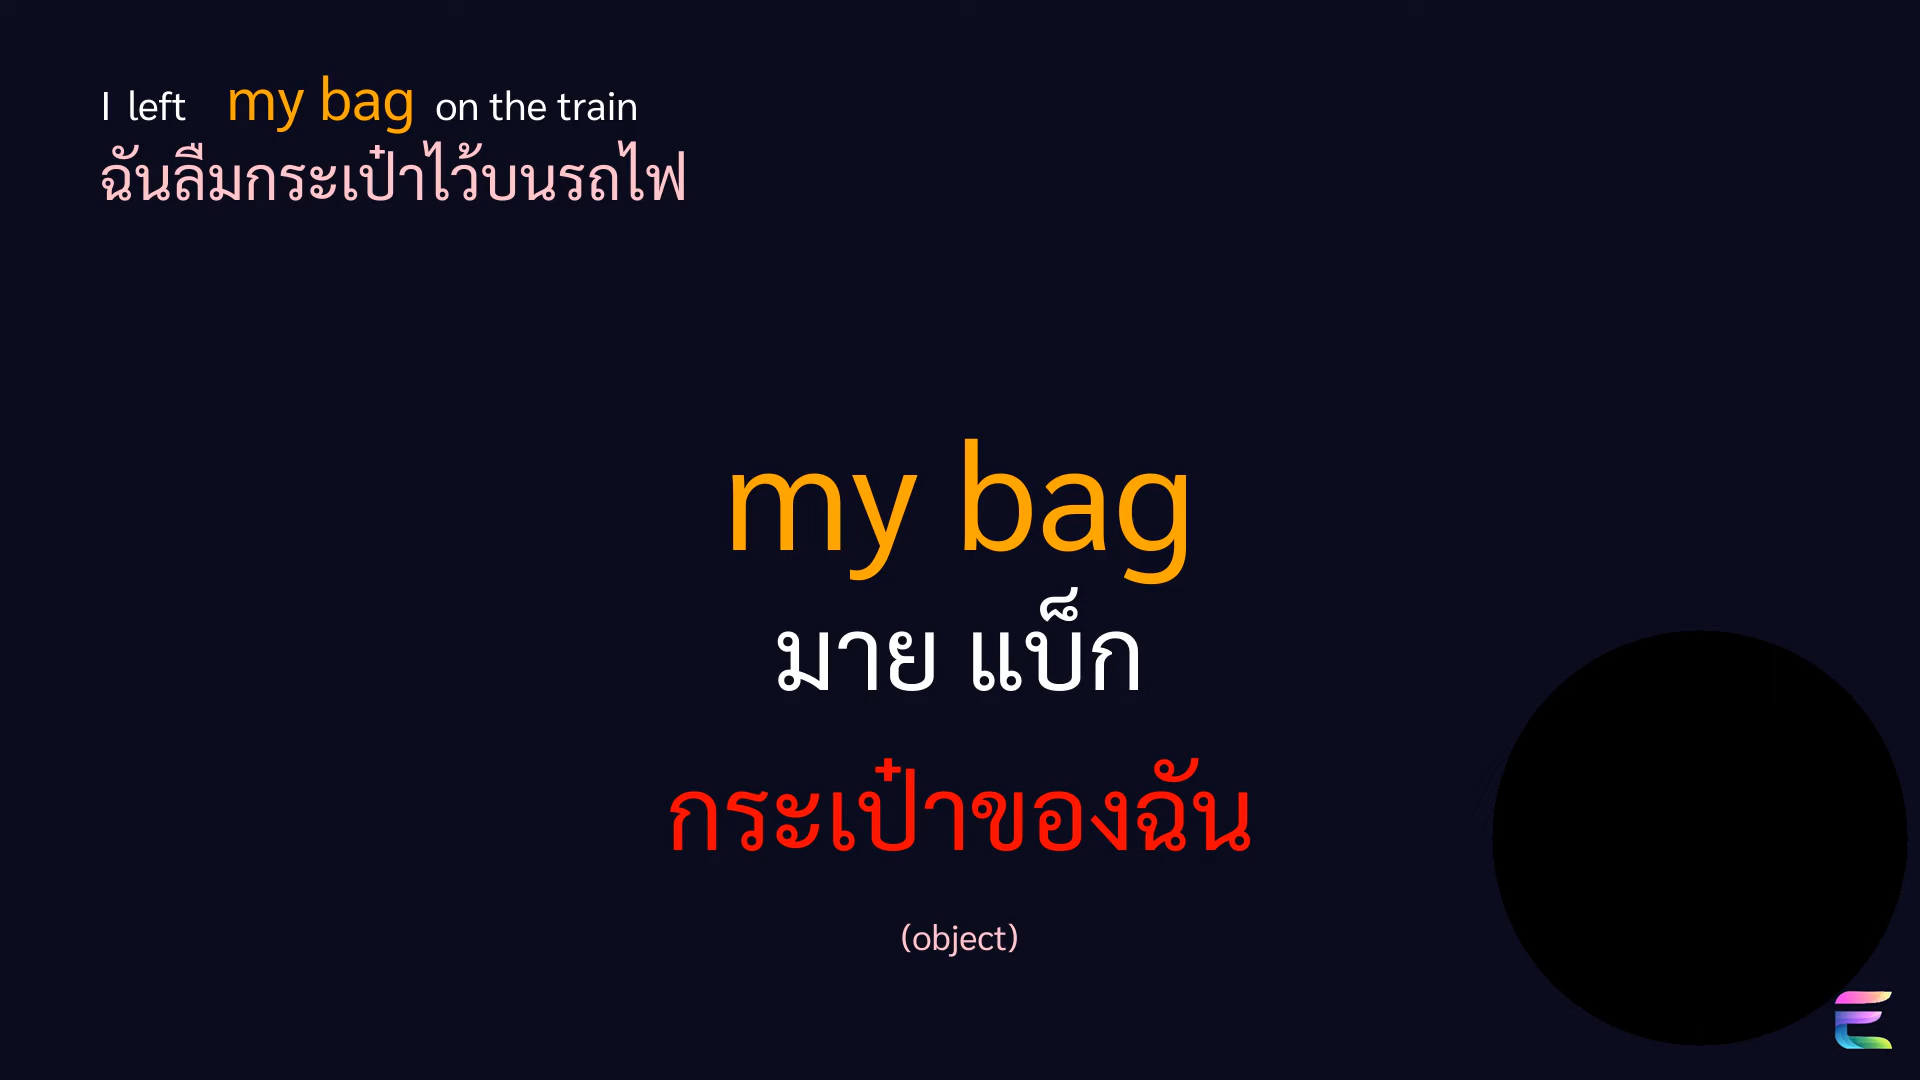 I left my bag on the train
ฉันลืมกระเป๋าไว้บนรถไฟ
my bag
มาย แบ็ก
กระเป๋าของฉัน
(object)